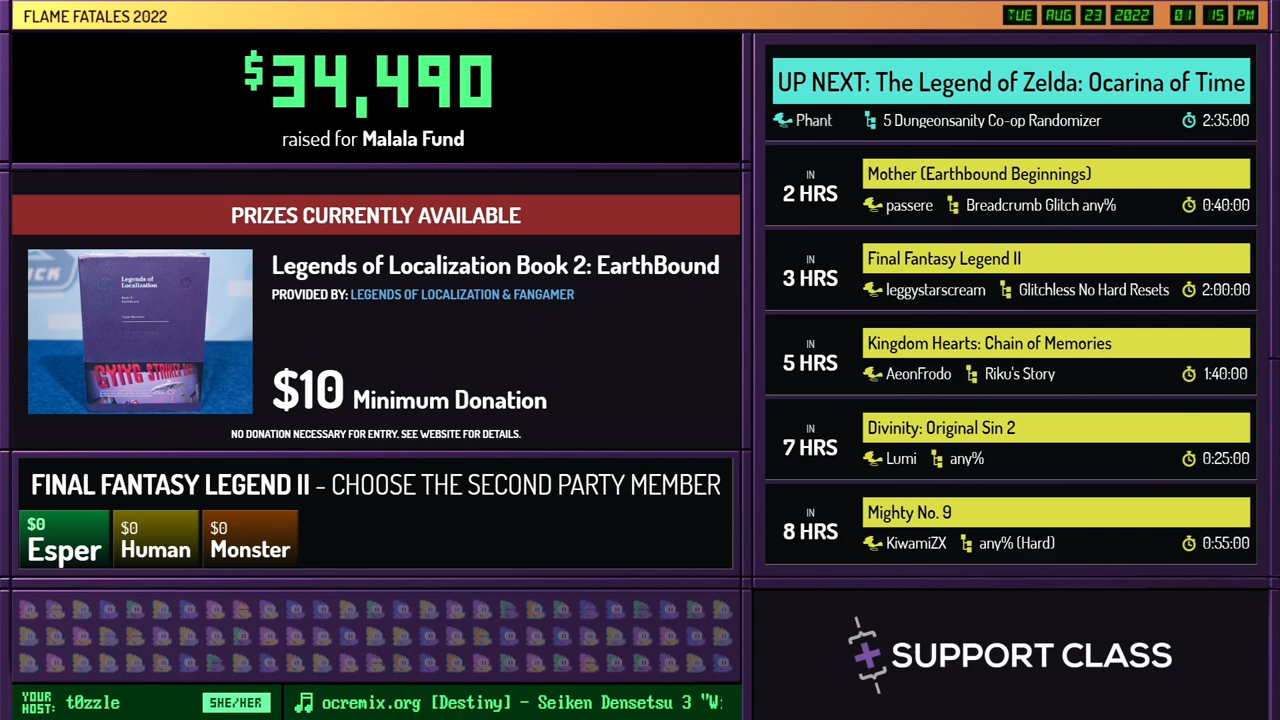 FLAME FATALES 2022
TUE AUG 23 2022 01 15 PM
$34,490
raised for Malala Fund
PRIZES CURRENTLY AVAILABLE
Legends of Localization
Legends of Localization Book 2: EarthBound
PROVIDED BY: LEGENDS OF LOCALIZATION & FANGAMER
$10 Minimum Donation
NO DONATION NECESSARY FOR ENTRY. SEE WEBSITE FOR DETAILS.
FINAL FANTASY LEGEND II - CHOOSE THE SECOND PARTY MEMBER
$0 Esper
$0 Human
$0 Monster
YOUR HOST: t0zzle SHE/HER
ocremix.org [Destiny] - Seiken Densetsu 3 "Wi
UP NEXT: The Legend of Zelda: Ocarina of Time
Phant 5 Dungeonsanity Co-op Randomizer 2:35:00
IN 2 HRS
Mother (Earthbound Beginnings)
passere Breadcrumb Glitch any% 0:40:00
IN 3 HRS
Final Fantasy Legend II
leggystarscream Glitchless No Hard Resets 2:00:00
IN 5 HRS
Kingdom Hearts: Chain of Memories
AeonFrodo Riku's Story 1:40:00
IN 7 HRS
Divinity: Original Sin 2
Lumi any% 0:25:00
IN 8 HRS
Mighty No. 9
KiwamiZX any% (Hard) 0:55:00
SUPPORT CLASS